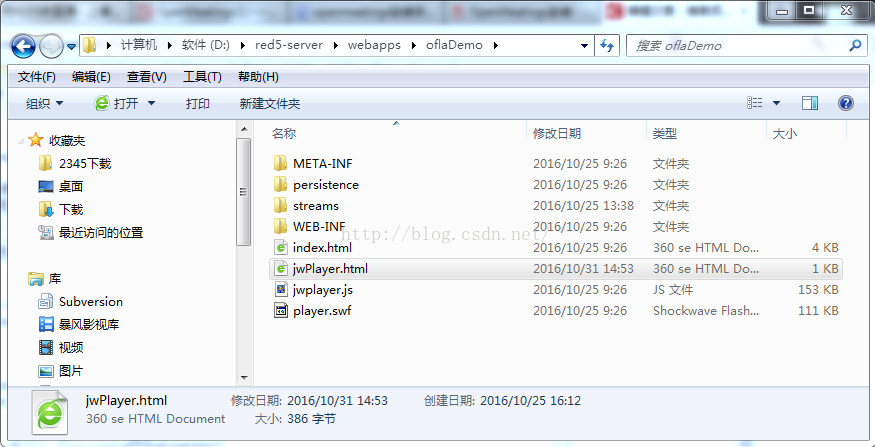 计算机 ▸ 软件 (D:) ▸ red5-server ▸ webapps ▸ oflaDemo ▸
搜索 oflaDemo
文件(F) 编辑(E) 查看(V) 工具(T) 帮助(H)
组织 打开 打印 新建文件夹
收藏夹
2345下载
桌面
下载
最近访问的位置
库
Subversion
暴风影视库
视频
图片
名称 修改日期 类型 大小
META-INF 2016/10/25 9:26 文件夹
persistence 2016/10/25 9:26 文件夹
streams 2016/10/25 13:38 文件夹
WEB-INF 2016/10/25 9:26 文件夹
http://blog.csdn.net/
index.html 2016/10/25 9:26 360 se HTML Do... 4 KB
jwPlayer.html 2016/10/31 14:53 360 se HTML Do... 1 KB
jwplayer.js 2016/10/25 9:26 JS 文件 153 KB
player.swf 2016/10/25 9:26 Shockwave Flash... 111 KB
jwPlayer.html 修改日期: 2016/10/31 14:53 创建日期: 2016/10/25 16:12
360 se HTML Document 大小: 386 字节